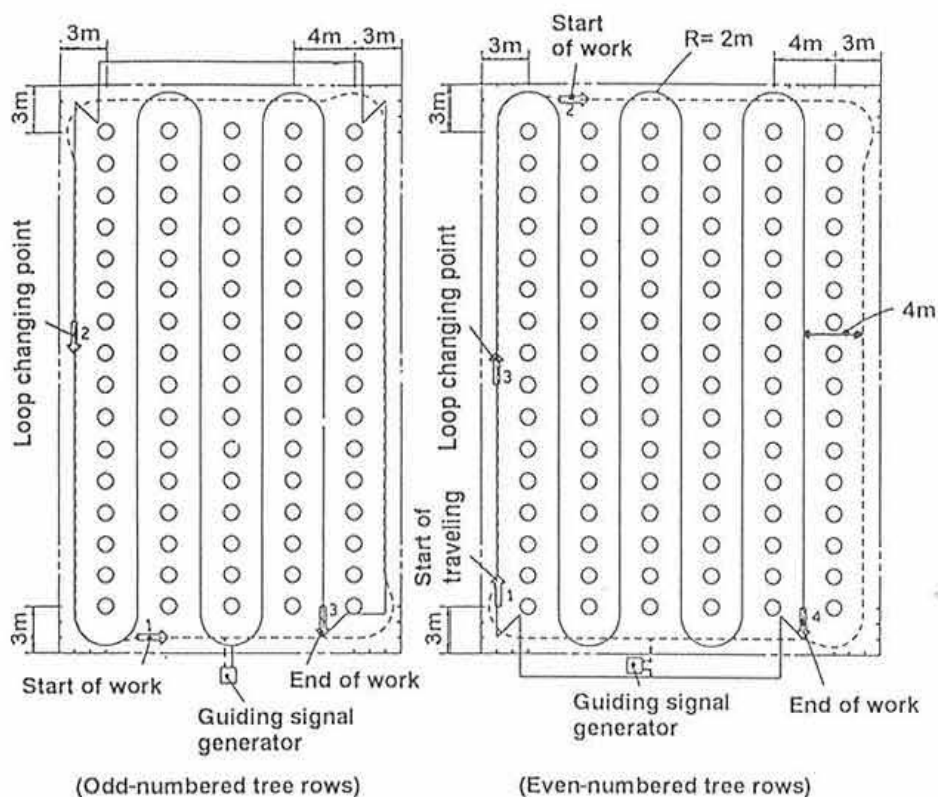 3m
4m
3m
3m
Loop changing point
2
3m
1
3
Start of work
End of work
Guiding signal
generator
(Odd-numbered tree rows)
Start
of work
R= 2m
3m
4m
3m
3m
2
Loop changing point
3
4m
Start of
traveling
1
4
3m
Guiding signal
generator
End of work
(Even-numbered tree rows)